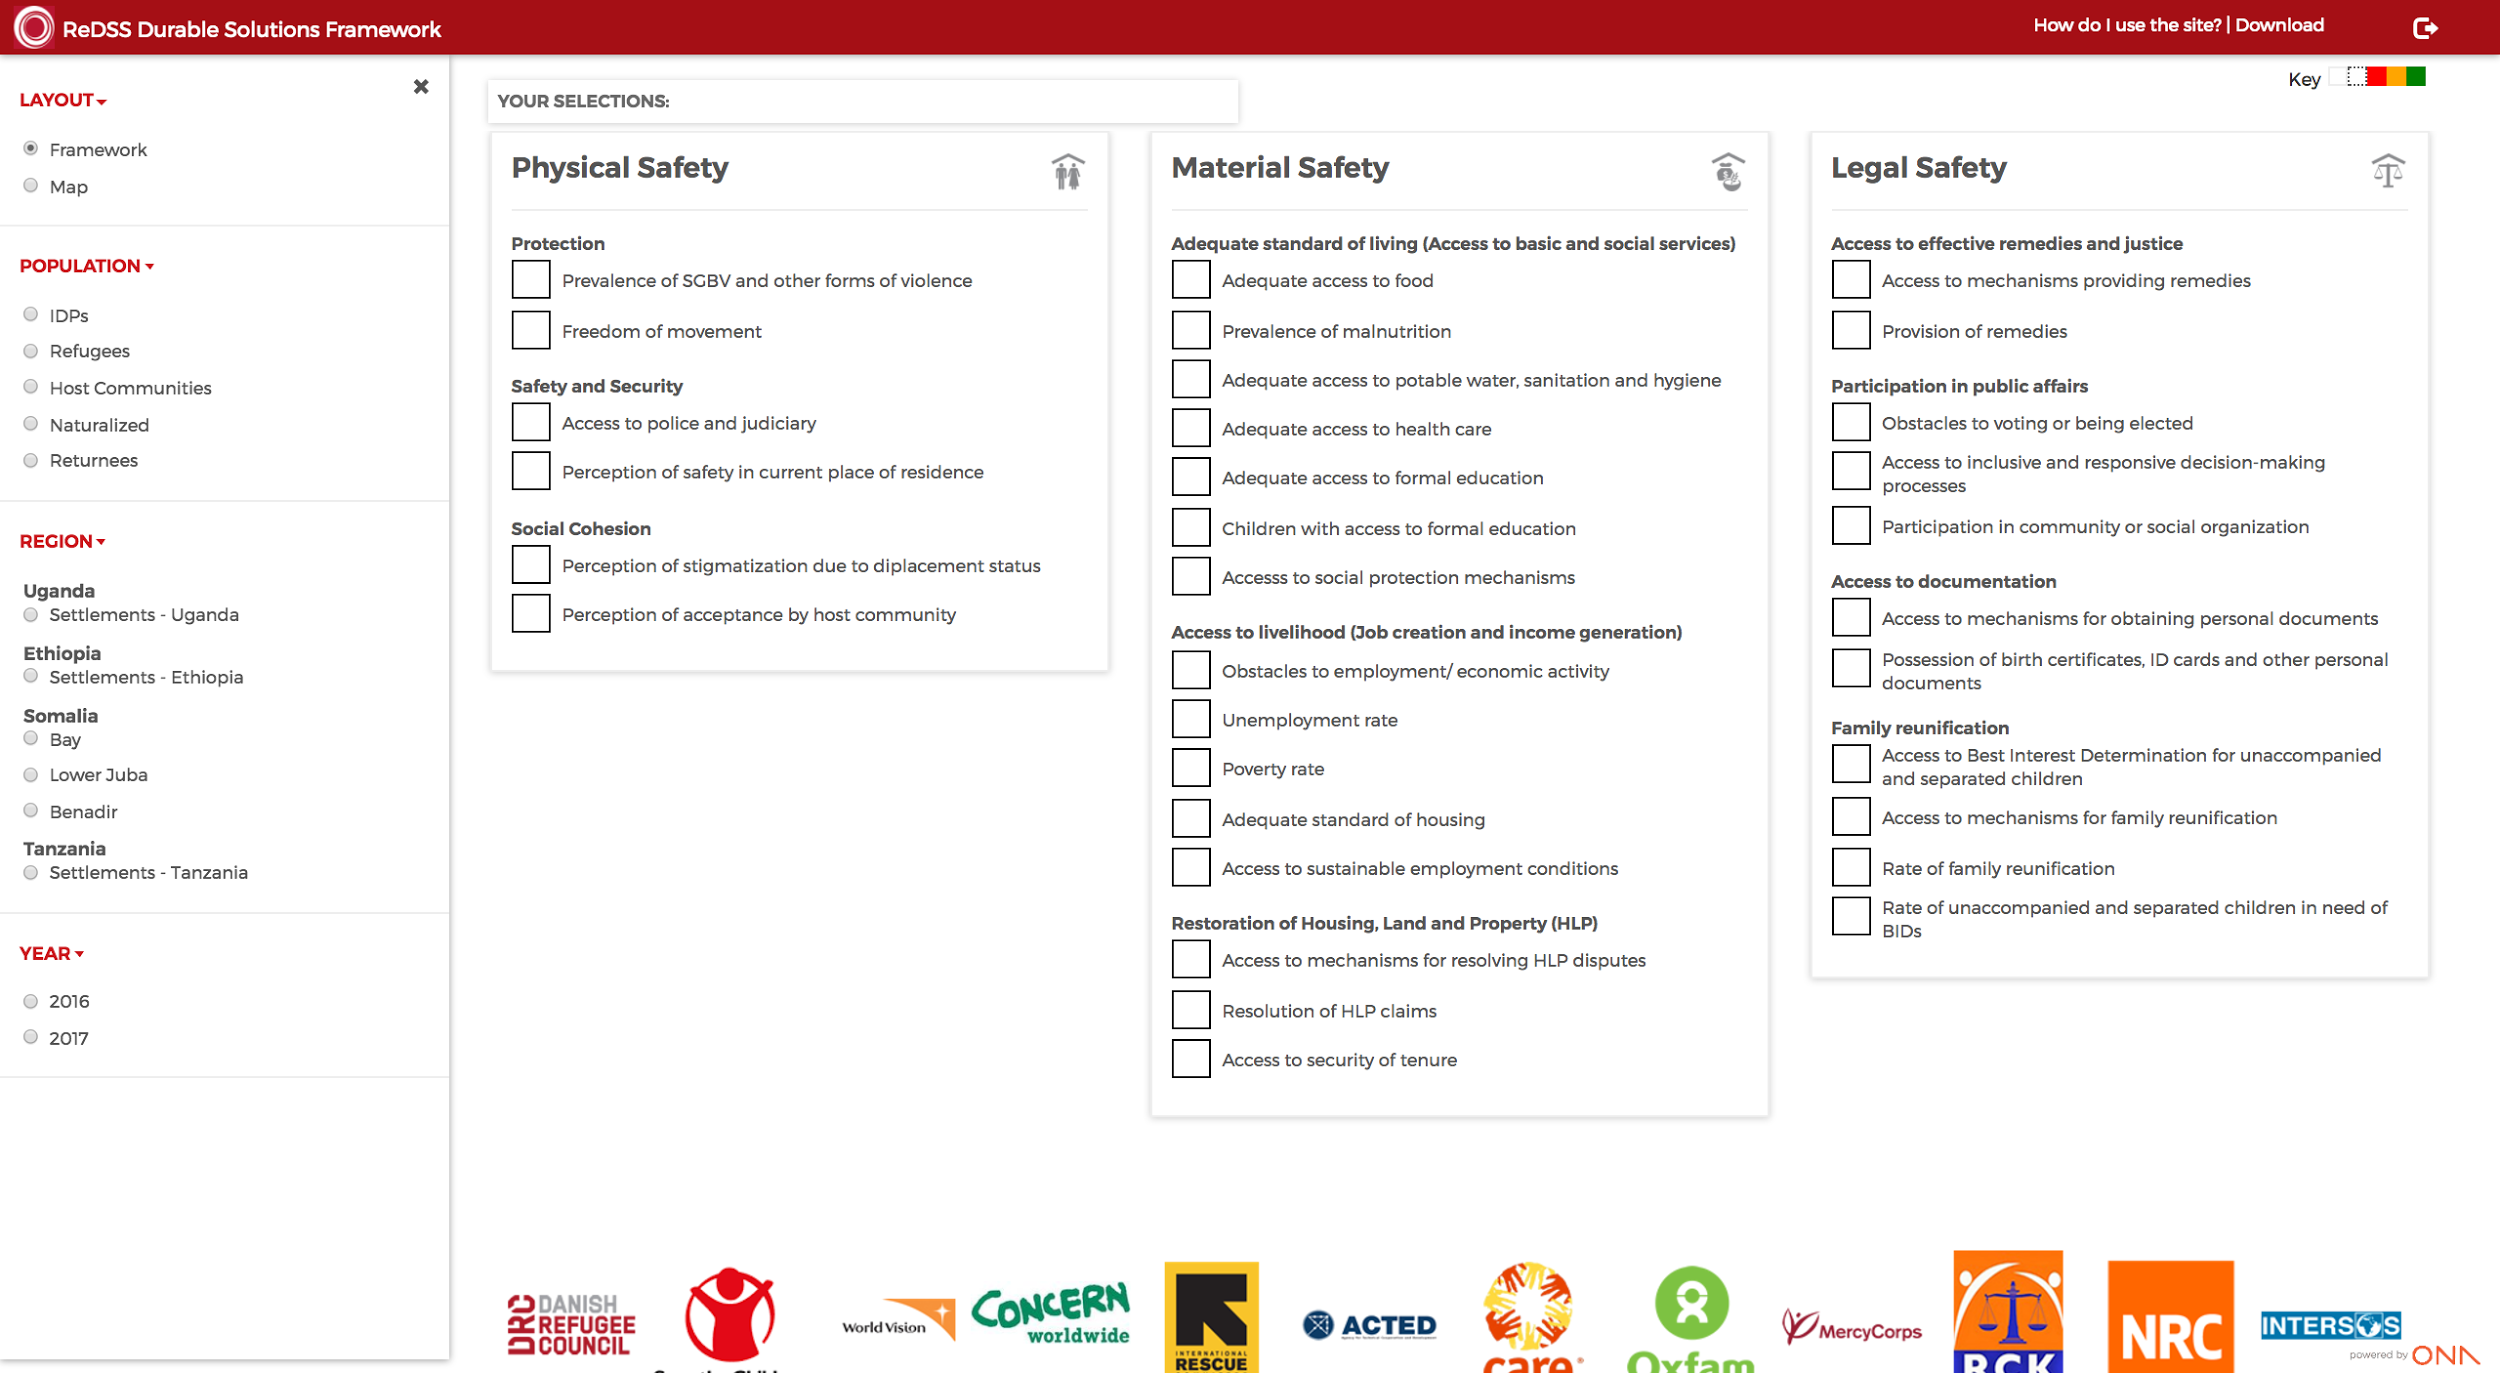 ReDSS Durable Solutions Framework
How do I use the site? | Download
LAYOUT
Framework
Map
POPULATION
IDPs
Refugees
Host Communities
Naturalized
Returnees
REGION
Uganda
Settlements - Uganda
Ethiopia
Settlements - Ethiopia
Somalia
Bay
Lower Juba
Benadir
Tanzania
Settlements - Tanzania
YEAR
2016
2017
YOUR SELECTIONS:
Key
Physical Safety
Protection
Prevalence of SGBV and other forms of violence
Freedom of movement
Safety and Security
Access to police and judiciary
Perception of safety in current place of residence
Social Cohesion
Perception of stigmatization due to diplacement status
Perception of acceptance by host community
Material Safety
Adequate standard of living (Access to basic and social services)
Adequate access to food
Prevalence of malnutrition
Adequate access to potable water, sanitation and hygiene
Adequate access to health care
Adequate access to formal education
Children with access to formal education
Accesss to social protection mechanisms
Access to livelihood (Job creation and income generation)
Obstacles to employment/ economic activity
Unemployment rate
Poverty rate
Adequate standard of housing
Access to sustainable employment conditions
Restoration of Housing, Land and Property (HLP)
Access to mechanisms for resolving HLP disputes
Resolution of HLP claims
Access to security of tenure
Legal Safety
Access to effective remedies and justice
Access to mechanisms providing remedies
Provision of remedies
Participation in public affairs
Obstacles to voting or being elected
Access to inclusive and responsive decision-making
processes
Participation in community or social organization
Access to documentation
Access to mechanisms for obtaining personal documents
Possession of birth certificates, ID cards and other personal
documents
Family reunification
Access to Best Interest Determination for unaccompanied
and separated children
Access to mechanisms for family reunification
Rate of family reunification
Rate of unaccompanied and separated children in need of
BIDs
DRC DANISH
REFUGEE
COUNCIL
World Vision
CONCERN
worldwide
INTERNATIONAL
RESCUE
ACTED
care
Oxfam
MercyCorps
RCK
NRC
INTERSOS
powered by ONA